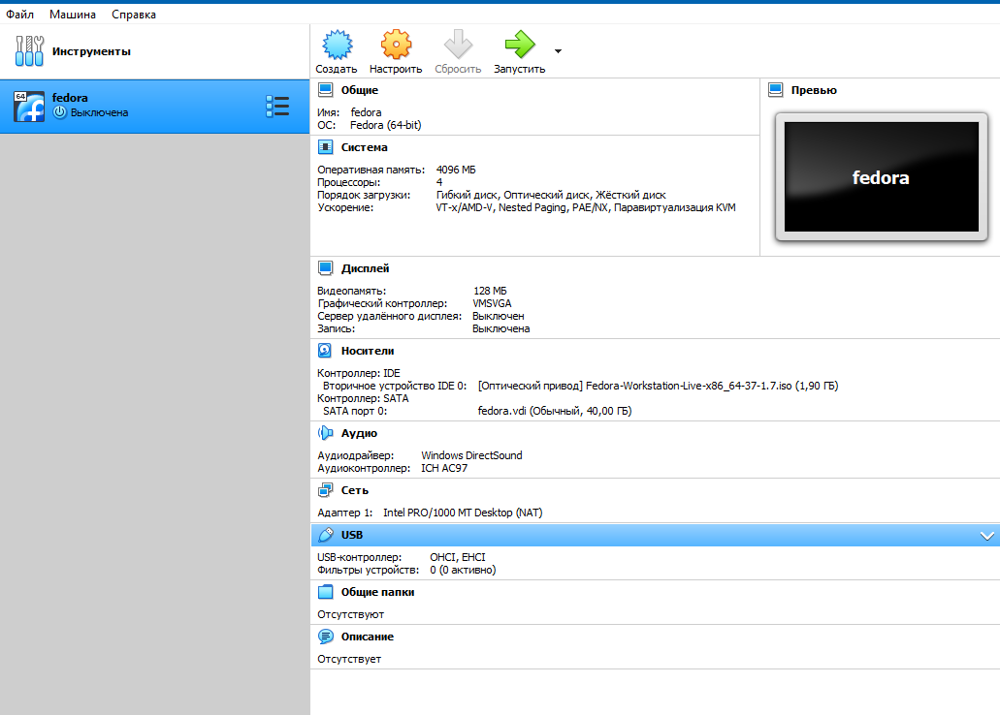 Файл Машина Справка
Инструменты
64
fedora
Выключена
Создать Настроить Сбросить Запустить
Общие
Имя: fedora
ОС: Fedora (64-bit)
Система
Оперативная память: 4096 МБ
Процессоры: 4
Порядок загрузки: Гибкий диск, Оптический диск, Жёсткий диск
Ускорение: VT-x/AMD-V, Nested Paging, PAE/NX, Паравиртуализация KVM
Превью
fedora
Дисплей
Видеопамять: 128 МБ
Графический контроллер: VMSVGA
Сервер удалённого дисплея: Выключен
Запись: Выключена
Носители
Контроллер: IDE
Вторичное устройство IDE 0: [Оптический привод] Fedora-Workstation-Live-x86_64-37-1.7.iso (1,90 ГБ)
Контроллер: SATA
SATA порт 0: fedora.vdi (Обычный, 40,00 ГБ)
Аудио
Аудиодрайвер: Windows DirectSound
Аудиоконтроллер: ICH AC97
Сеть
Адаптер 1: Intel PRO/1000 MT Desktop (NAT)
USB
USB-контроллер: OHCI, EHCI
Фильтры устройств: 0 (0 активно)
Общие папки
Отсутствуют
Описание
Отсутствует